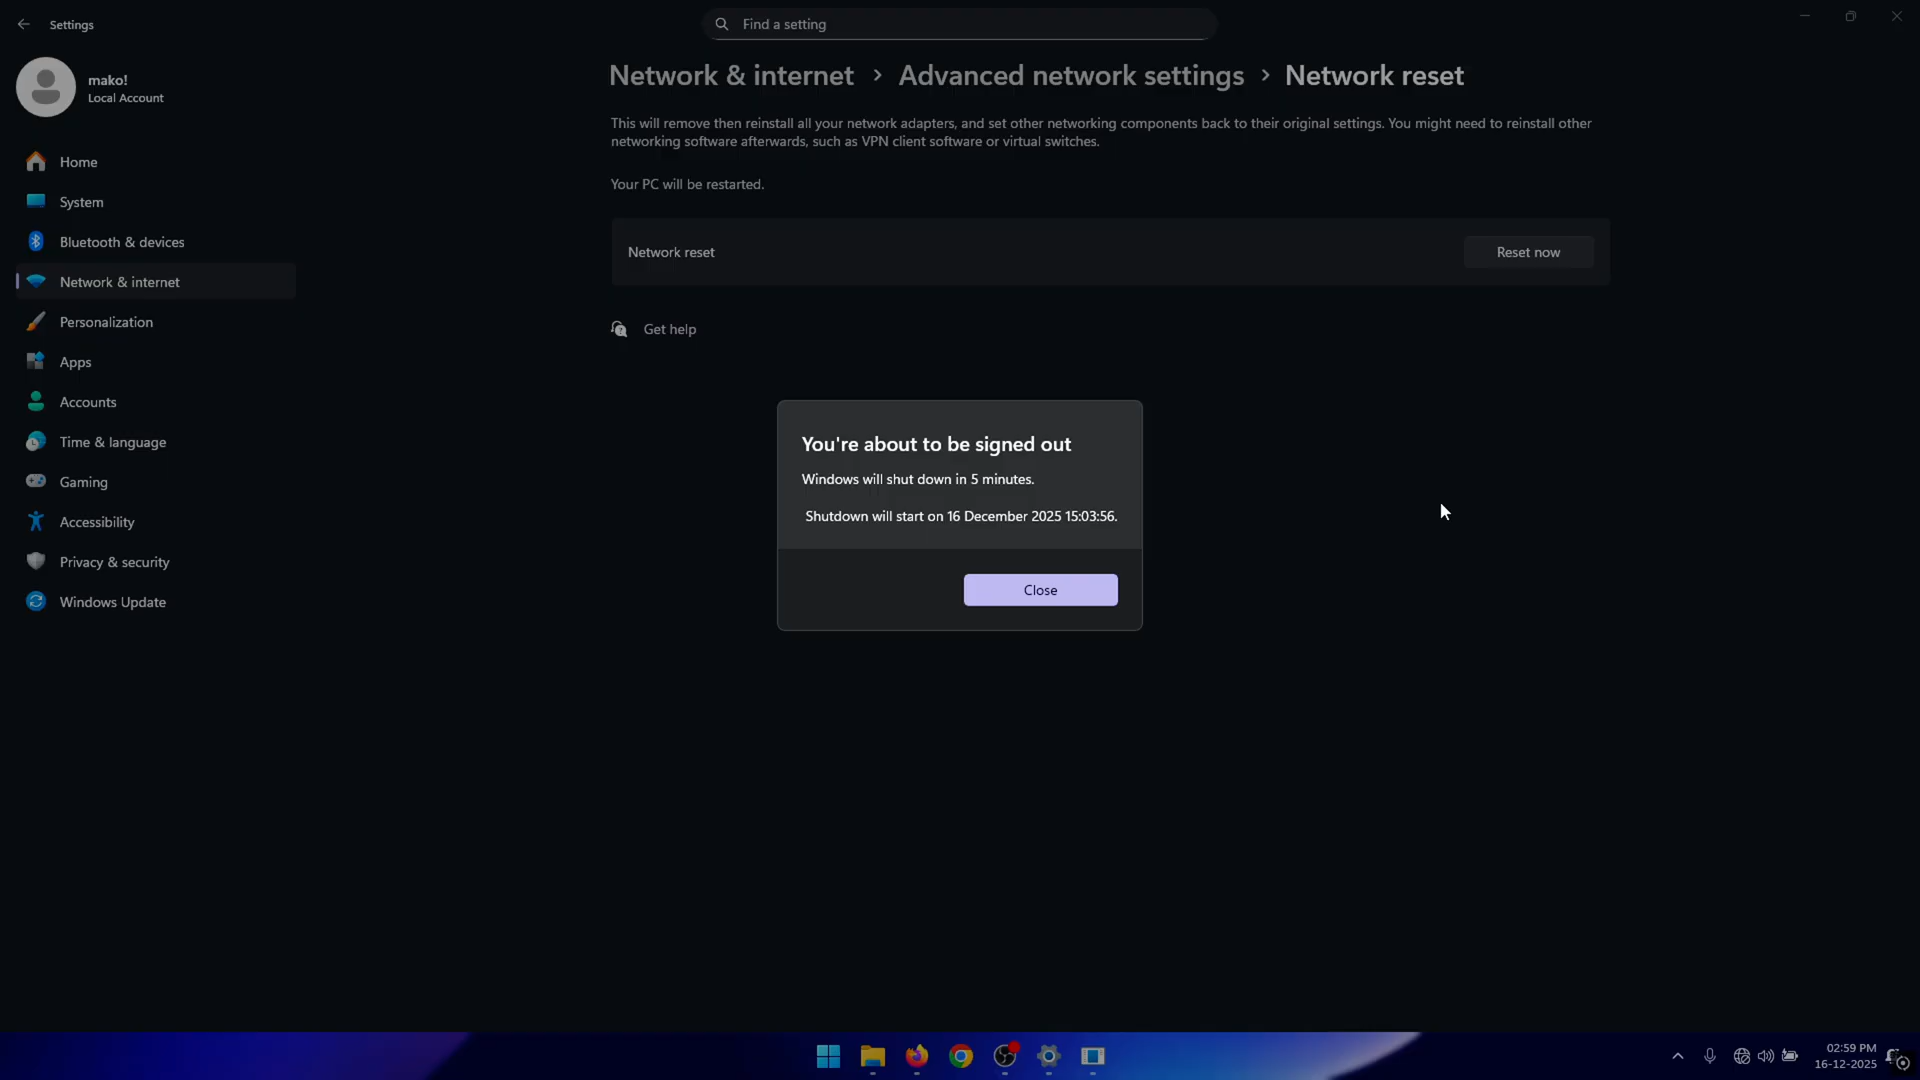 Settings
Find a setting
mako!
Local Account
Home
System
Bluetooth & devices
Network & internet
Personalization
Apps
Accounts
Time & language
Gaming
Accessibility
Privacy & security
Windows Update
Network & internet > Advanced network settings > Network reset
This will remove then reinstall all your network adapters, and set other networking components back to their original settings. You might need to reinstall other
networking software afterwards, such as VPN client software or virtual switches.
Your PC will be restarted.
Network reset
Reset now
Get help
You're about to be signed out
Windows will shut down in 5 minutes.
Shutdown will start on 16 December 2025 15:03:56.
Close
02:59 PM
16-12-2025